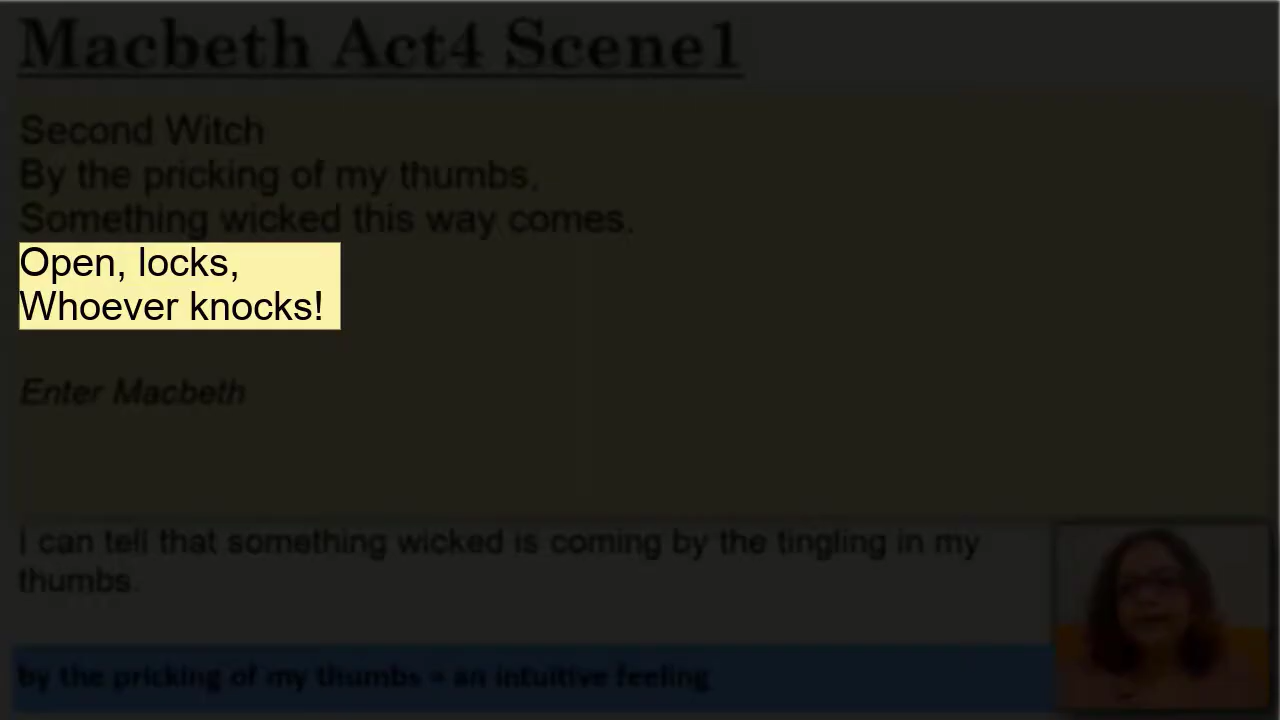 Macbeth Act4 Scene1
Second Witch
By the pricking of my thumbs,
Something wicked this way comes.
Open, locks,
Whoever knocks!
Enter Macbeth
I can tell that something wicked is coming by the tingling in my
thumbs.
by the pricking of my thumbs = an intuitive feeling